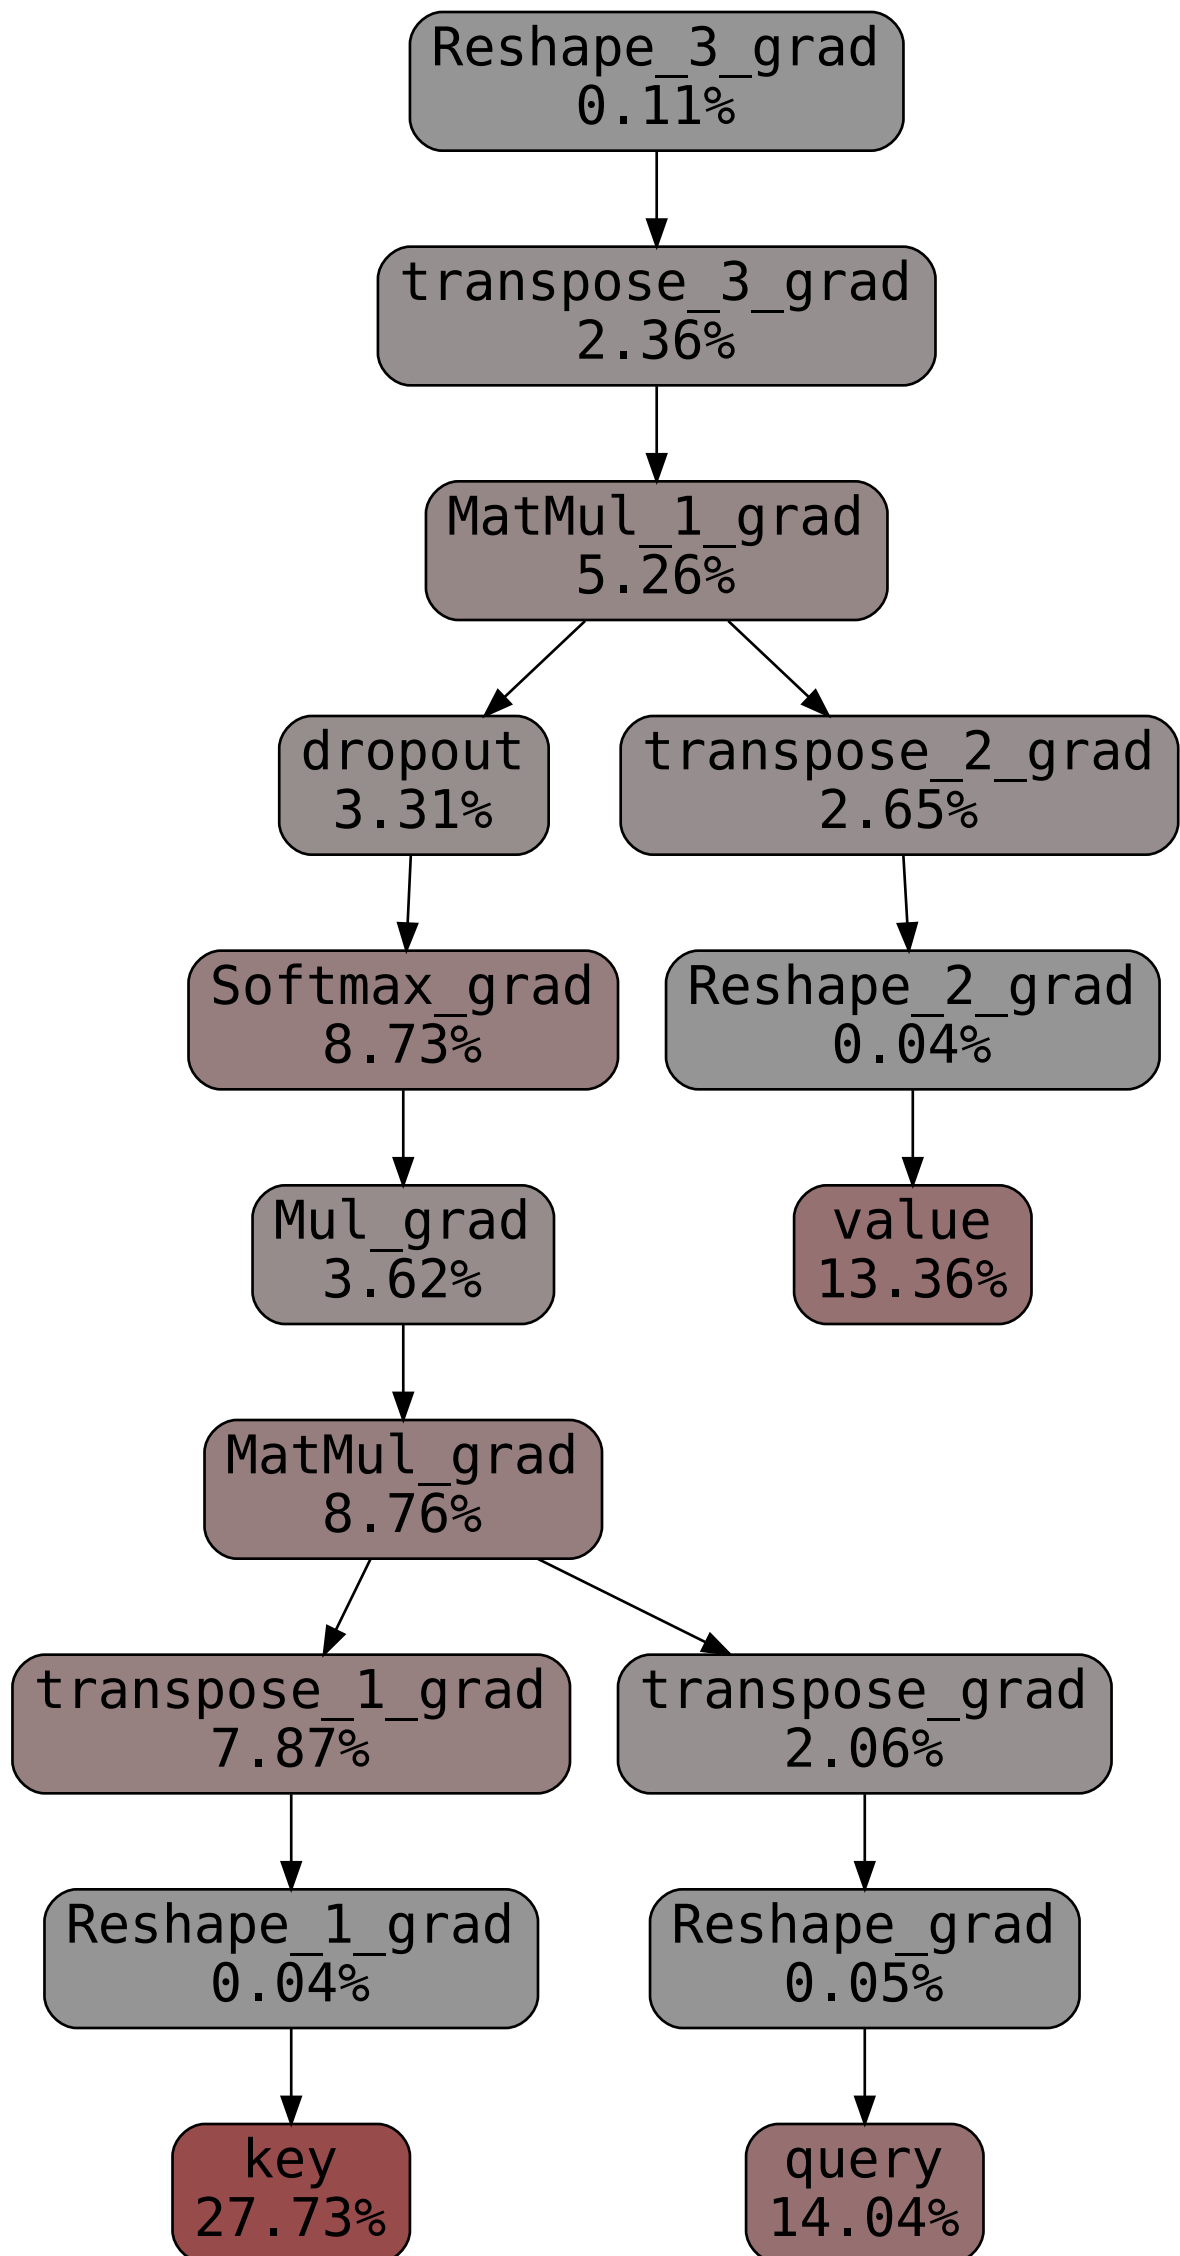 Reshape_3_grad
0.11%
transpose_3_grad
2.36%
MatMul_1_grad
5.26%
dropout
3.31%
transpose_2_grad
2.65%
Softmax_grad
8.73%
Reshape_2_grad
0.04%
Mul_grad
3.62%
value
13.36%
MatMul_grad
8.76%
transpose_1_grad
7.87%
transpose_grad
2.06%
Reshape_1_grad
0.04%
Reshape_grad
0.05%
key
27.73%
query
14.04%